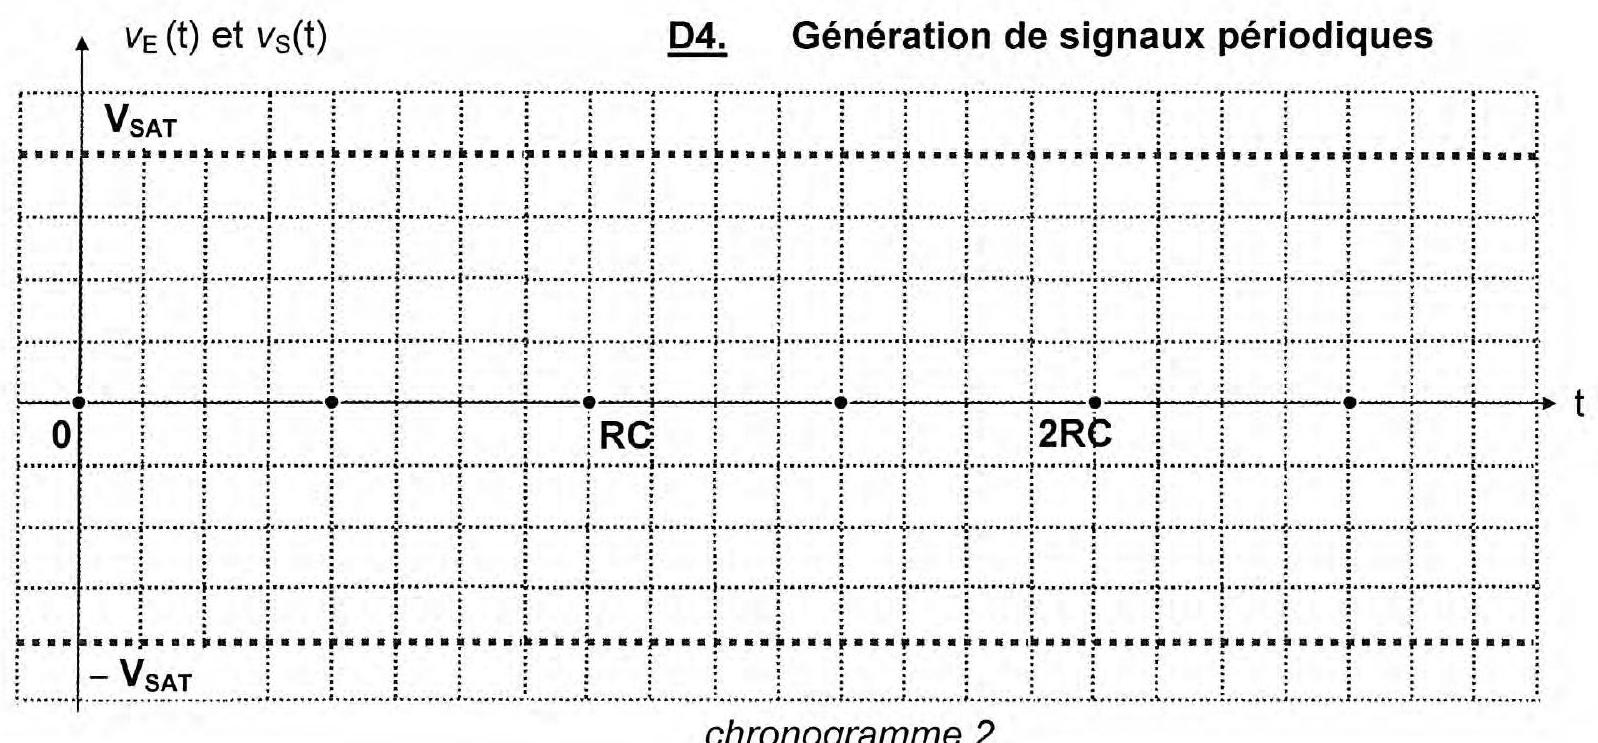 vE (t) et vS(t)
D4. Génération de signaux périodiques
VSAT
t
0 RC 2RC
– VSAT
chronogramme 2